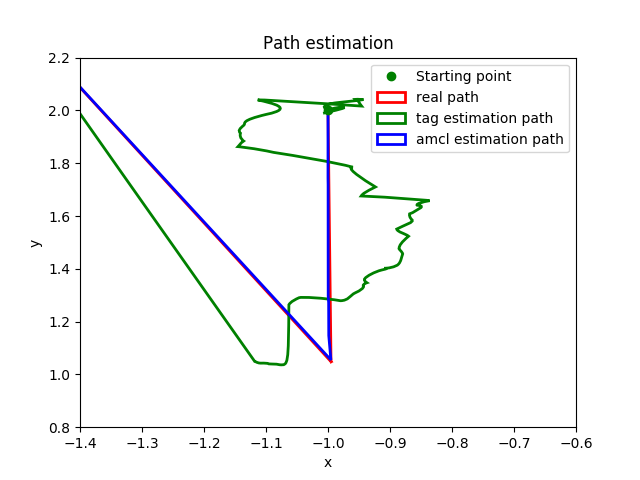 Path estimation
Starting point
real path
tag estimation path
amcl estimation path
2.2
2.0
1.8
1.6
1.4
1.2
1.0
0.8
y
−1.4 −1.3 −1.2 −1.1 −1.0 −0.9 −0.8 −0.7 −0.6
x